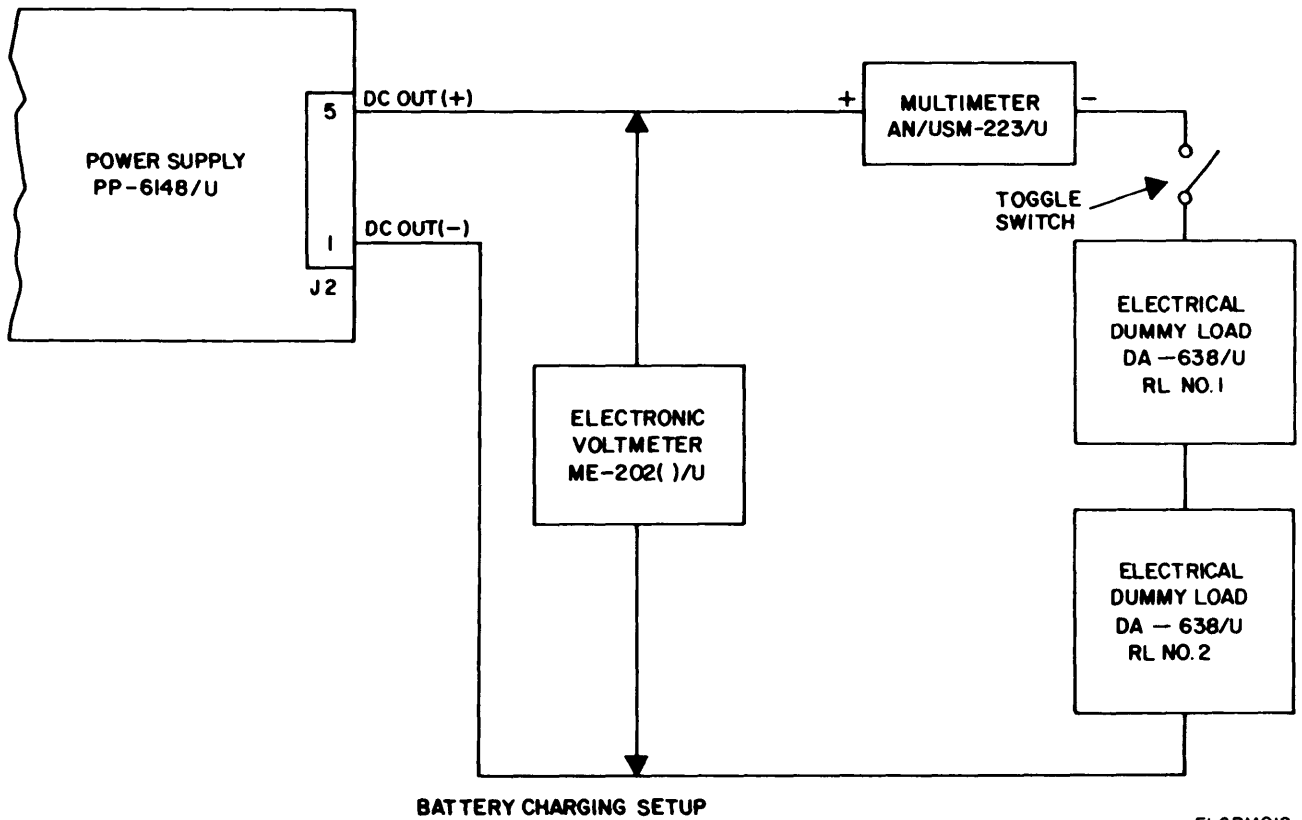 POWER SUPPLY
PP-6148/U
5
1
J2
DC OUT(+)
DC OUT(-)
+
MULTIMETER
AN/USM-223/U
-
TOGGLE
SWITCH
ELECTRONIC
VOLTMETER
ME-202( )/U
ELECTRICAL
DUMMY LOAD
DA -638/U
RL NO.1
ELECTRICAL
DUMMY LOAD
DA - 638/U
RL NO.2
BATTERY CHARGING SETUP